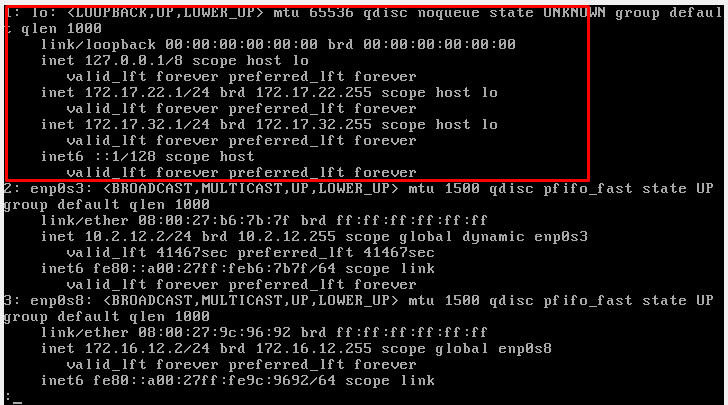 1: lo: <LOOPBACK,UP,LOWER_UP> mtu 65536 qdisc noqueue state UNKNOWN group defaul
t qlen 1000
link/loopback 00:00:00:00:00:00 brd 00:00:00:00:00:00
inet 127.0.0.1/8 scope host lo
valid_lft forever preferred_lft forever
inet 172.17.22.1/24 brd 172.17.22.255 scope host lo
valid_lft forever preferred_lft forever
inet 172.17.32.1/24 brd 172.17.32.255 scope host lo
valid_lft forever preferred_lft forever
inet6 ::1/128 scope host
valid_lft forever preferred_lft forever
2: enp0s3: <BROADCAST,MULTICAST,UP,LOWER_UP> mtu 1500 qdisc pfifo_fast state UP
group default qlen 1000
link/ether 08:00:27:b6:7b:7f brd ff:ff:ff:ff:ff:ff
inet 10.2.12.2/24 brd 10.2.12.255 scope global dynamic enp0s3
valid_lft 41467sec preferred_lft 41467sec
inet6 fe80::a00:27ff:feb6:7b7f/64 scope link
valid_lft forever preferred_lft forever
3: enp0s8: <BROADCAST,MULTICAST,UP,LOWER_UP> mtu 1500 qdisc pfifo_fast state UP
group default qlen 1000
link/ether 08:00:27:9c:96:92 brd ff:ff:ff:ff:ff:ff
inet 172.16.12.2/24 brd 172.16.12.255 scope global enp0s8
valid_lft forever preferred_lft forever
inet6 fe80::a00:27ff:fe9c:9692/64 scope link
:_